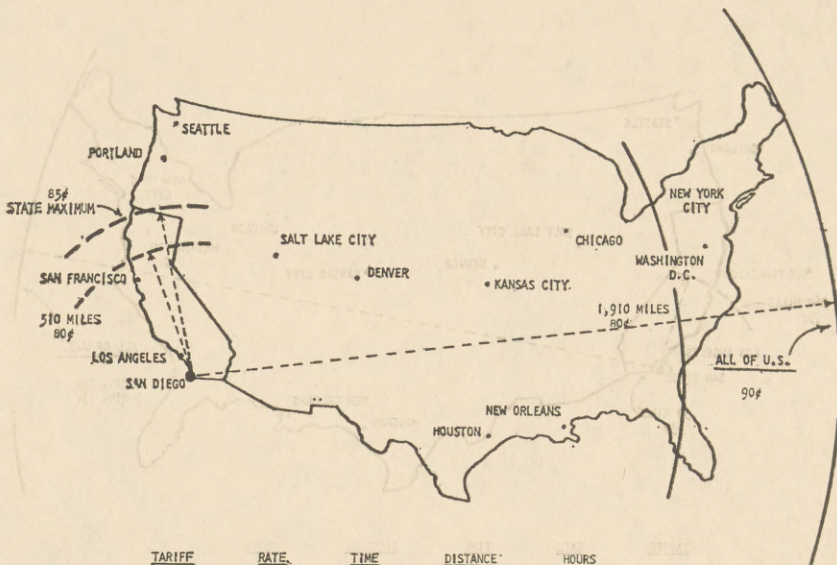 SEATTLE
PORTLAND
85¢
STATE MAXIMUM
NEW YORK
CITY
CHICAGO
SALT LAKE CITY
WASHINGTON
D.C.
SAN FRANCISCO
DENVER
KANSAS CITY
510 MILES
80¢
1,910 MILES
80¢
LOS ANGELES
ALL OF U.S.
SAN DIEGO
90¢
NEW ORLEANS
HOUSTON
TARIFF RATE TIME DISTANCE HOURS